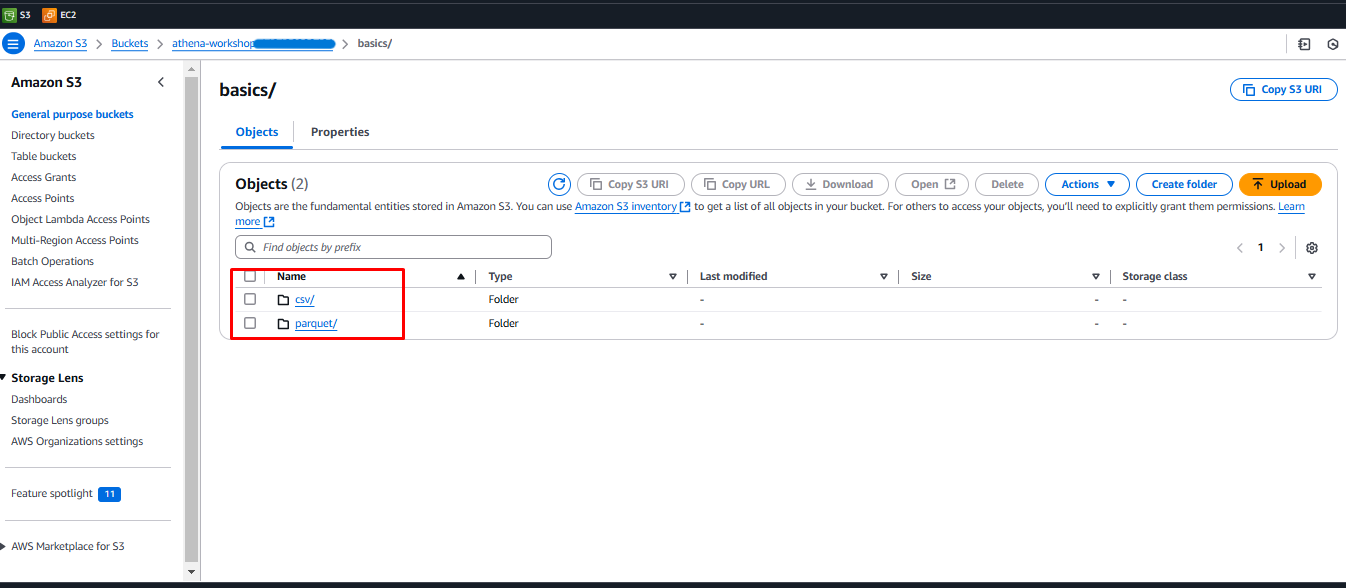 S3 EC2
Amazon S3 > Buckets > athena-workshop > basics/
Amazon S3
General purpose buckets
Directory buckets
Table buckets
Access Grants
Access Points
Object Lambda Access Points
Multi-Region Access Points
Batch Operations
IAM Access Analyzer for S3
Block Public Access settings for
this account
Storage Lens
Dashboards
Storage Lens groups
AWS Organizations settings
Feature spotlight 11
AWS Marketplace for S3
basics/
Copy S3 URI
Objects Properties
Objects (2)
Copy S3 URI Copy URL Download Open Delete Actions Create folder Upload
Objects are the fundamental entities stored in Amazon S3. You can use Amazon S3 inventory to get a list of all objects in your bucket. For others to access your objects, you'll need to explicitly grant them permissions. Learn
more
Find objects by prefix
1
Name Type Last modified Size Storage class
csv/ Folder - - -
parquet/ Folder - - -